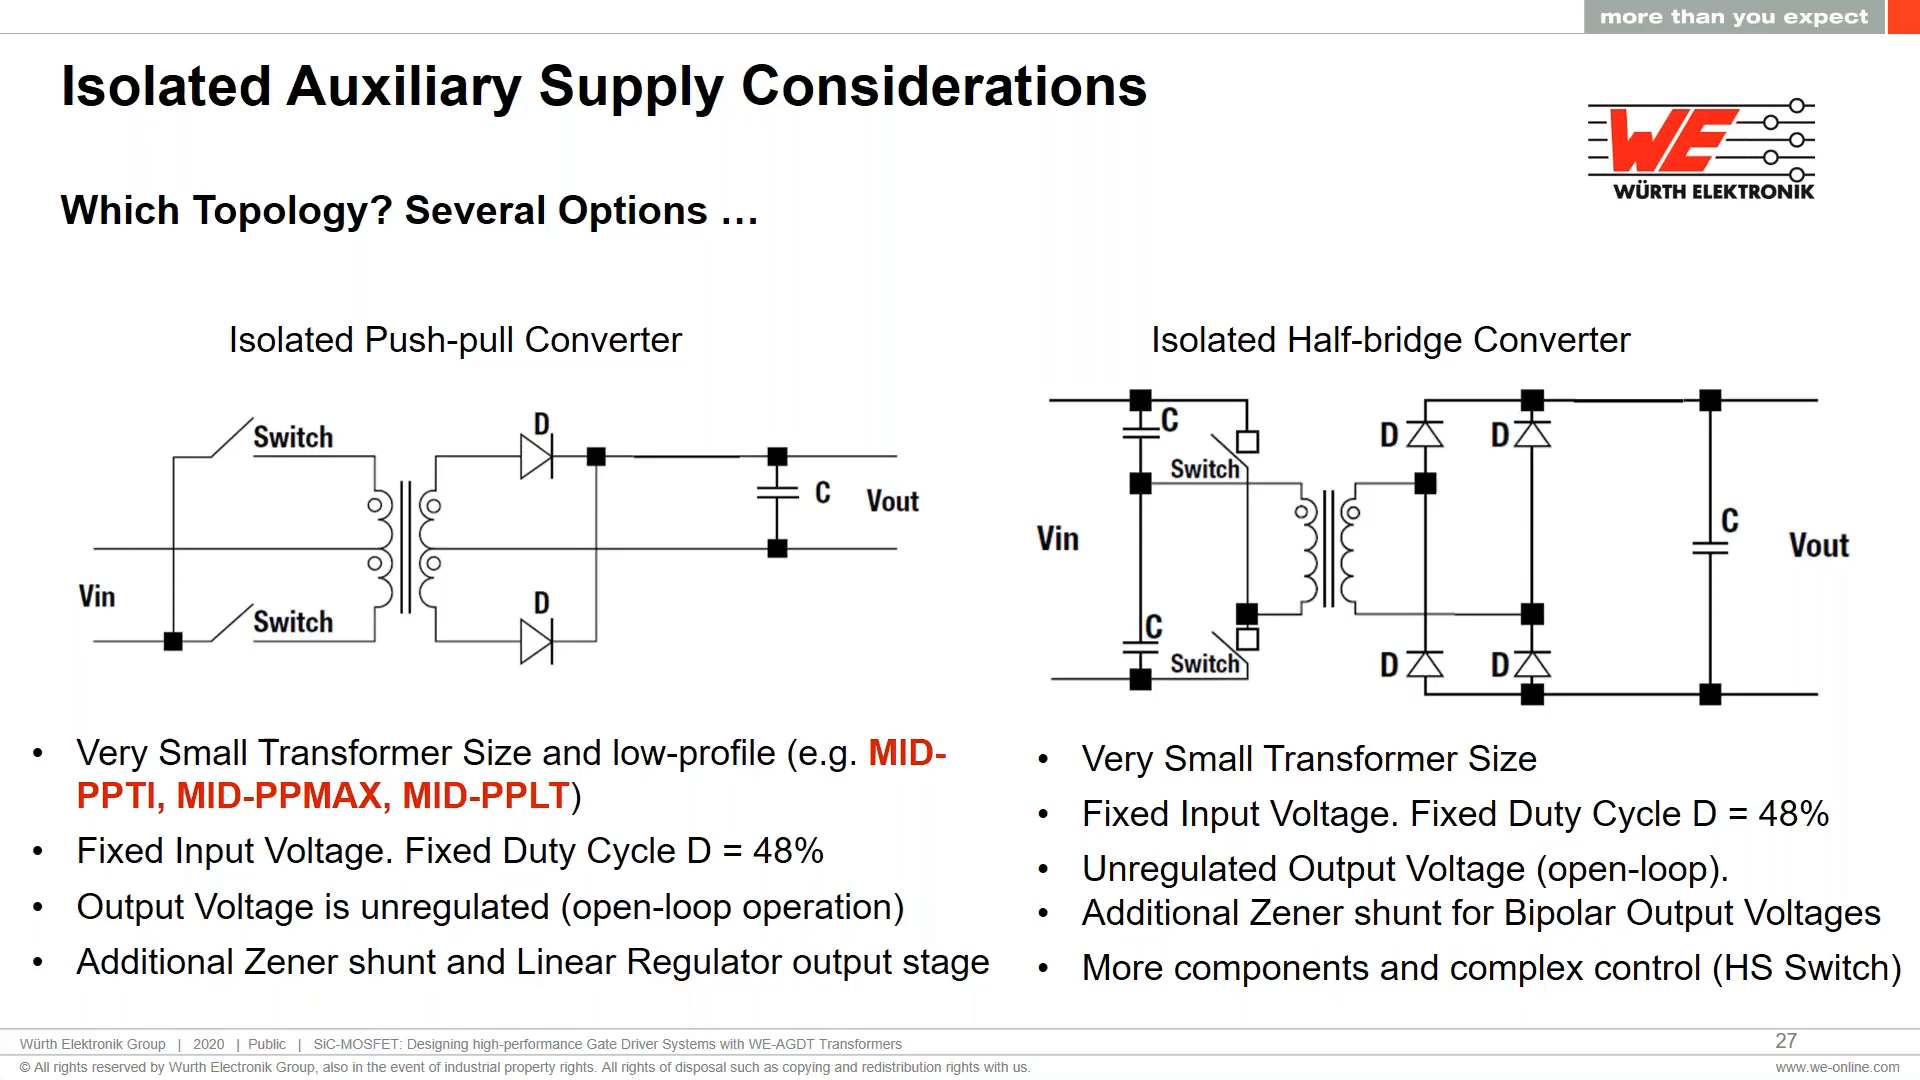 more than you expect
Isolated Auxiliary Supply Considerations
WE
WÜRTH ELEKTRONIK
Which Topology? Several Options …
Isolated Push-pull Converter
Switch
D
C
Vout
Vin
Switch
D
Isolated Half-bridge Converter
C
D
D
Switch
Vin
C
Vout
C
Switch
D
D
• Very Small Transformer Size and low-profile (e.g. MID-
PPTI, MID-PPMAX, MID-PPLT)
• Fixed Input Voltage. Fixed Duty Cycle D = 48%
• Output Voltage is unregulated (open-loop operation)
• Additional Zener shunt and Linear Regulator output stage
• Very Small Transformer Size
• Fixed Input Voltage. Fixed Duty Cycle D = 48%
• Unregulated Output Voltage (open-loop).
• Additional Zener shunt for Bipolar Output Voltages
• More components and complex control (HS Switch)
Würth Elektronik Group | 2020 | Public | SiC-MOSFET: Designing high-performance Gate Driver Systems with WE-AGDT Transformers
27
© All rights reserved by Wurth Electronik Group, also in the event of industrial property rights. All rights of disposal such as copying and redistribution rights with us.
www.we-online.com